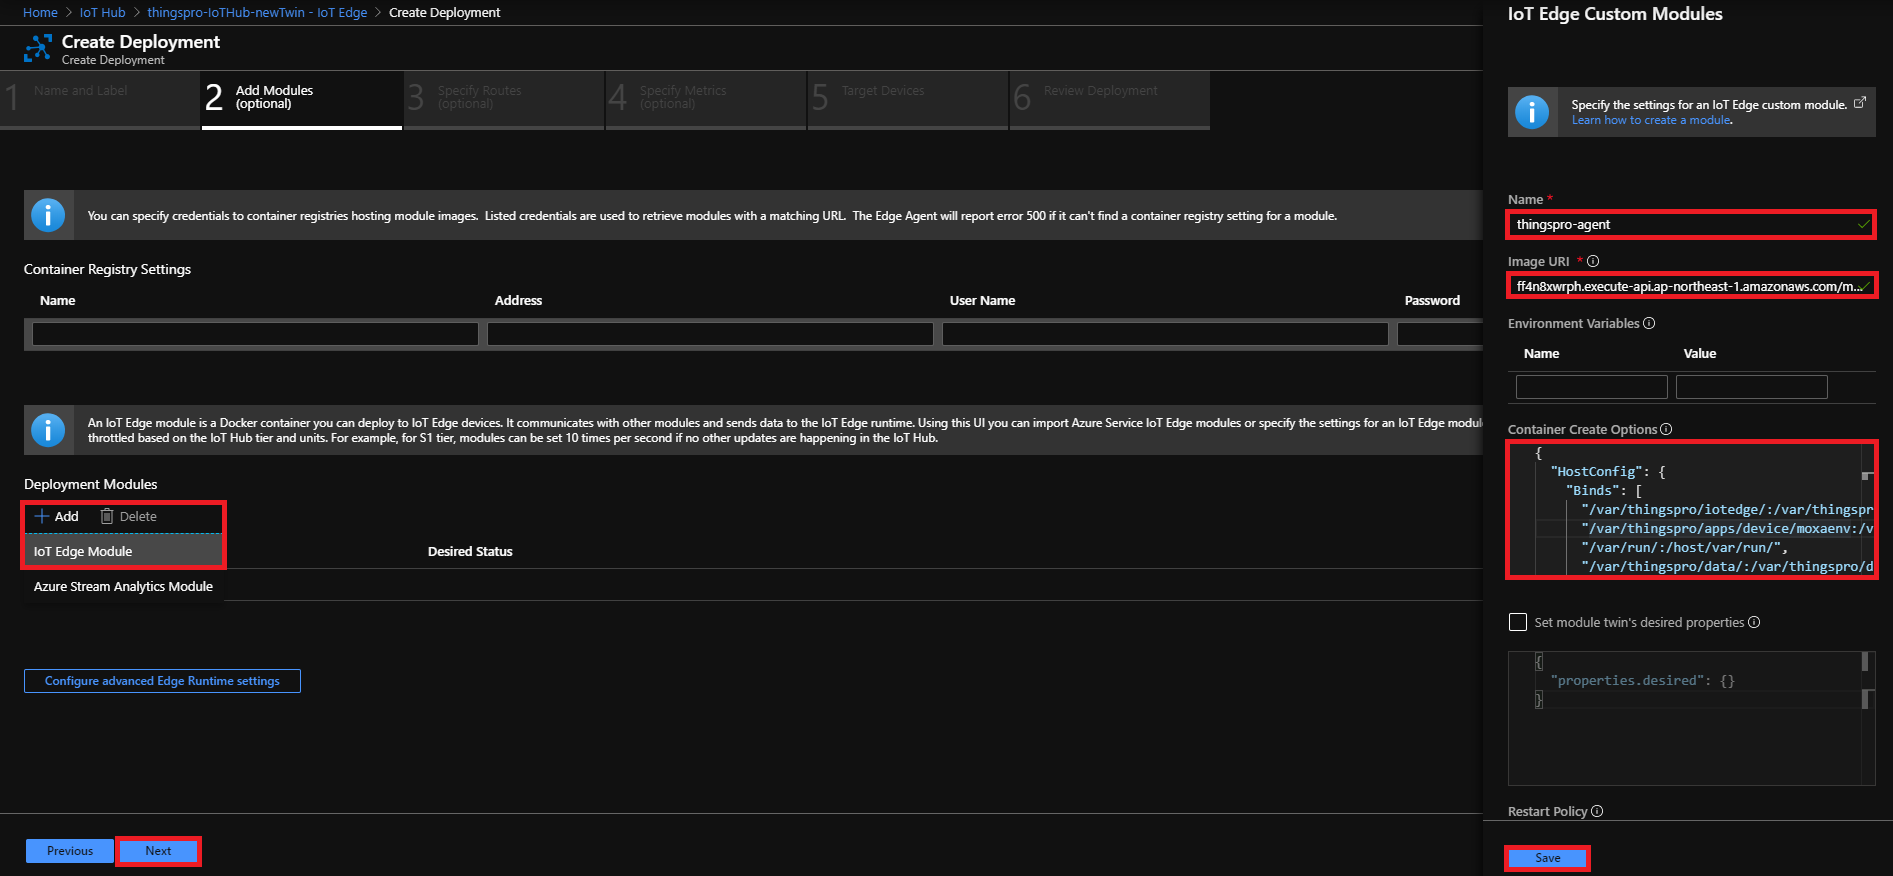 Home > IoT Hub > thingspro-IoTHub-newTwin - IoT Edge > Create Deployment
Create Deployment
Create Deployment
1 Name and Label
2 Add Modules
(optional)
3 Specify Routes
(optional)
4 Specify Metrics
(optional)
5 Target Devices
6 Review Deployment
You can specify credentials to container registries hosting module images. Listed credentials are used to retrieve modules with a matching URL. The Edge Agent will report error 500 if it can't find a container registry setting for a module.
Container Registry Settings
Name Address User Name Password
An IoT Edge module is a Docker container you can deploy to IoT Edge devices. It communicates with other modules and sends data to the IoT Edge runtime. Using this UI you can import Azure Service IoT Edge modules or specify the settings for an IoT Edge modul
throttled based on the IoT Hub tier and units. For example, for S1 tier, modules can be set 10 times per second if no other updates are happening in the IoT Hub.
Deployment Modules
Add Delete
IoT Edge Module
Desired Status
Azure Stream Analytics Module
Configure advanced Edge Runtime settings
Previous Next
IoT Edge Custom Modules
Specify the settings for an IoT Edge custom module.
Learn how to create a module.
Name *
thingspro-agent
Image URI *
ff4n8xwrph.execute-api.ap-northeast-1.amazonaws.com/m...
Environment Variables
Name Value
Container Create Options
{
"HostConfig": {
"Binds": [
"/var/thingspro/iotedge/:/var/thingspr
"/var/thingspro/apps/device/moxaenv:/v
"/var/run/:/host/var/run/",
"/var/thingspro/data/:/var/thingspro/d
Set module twin's desired properties
{
"properties.desired": {}
}
Restart Policy
Save